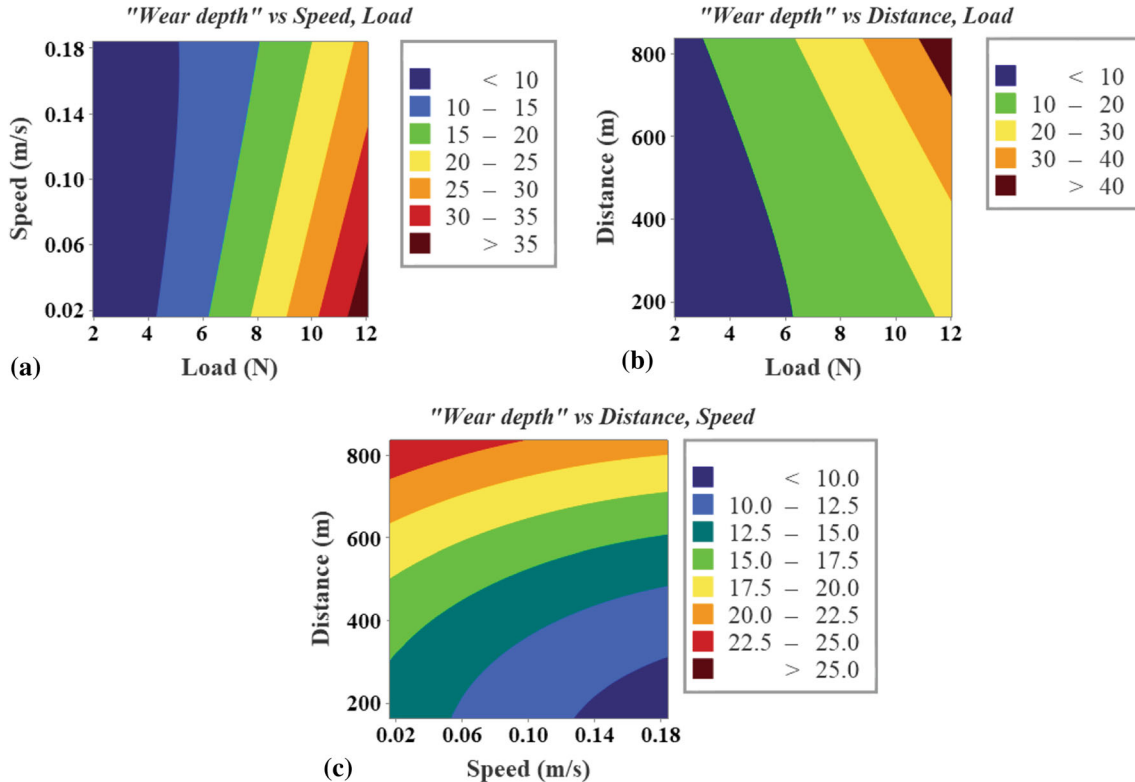 "Wear depth" vs Speed, Load
0.18
0.14
0.10
0.06
0.02
Speed (m/s)
2 4 6 8 10 12
Load (N)
< 10
10 – 15
15 – 20
20 – 25
25 – 30
30 – 35
> 35
(a)
"Wear depth" vs Distance, Load
800
600
400
200
Distance (m)
2 4 6 8 10 12
Load (N)
< 10
10 – 20
20 – 30
30 – 40
> 40
(b)
"Wear depth" vs Distance, Speed
800
600
400
200
Distance (m)
0.02 0.06 0.10 0.14 0.18
Speed (m/s)
< 10.0
10.0 – 12.5
12.5 – 15.0
15.0 – 17.5
17.5 – 20.0
20.0 – 22.5
22.5 – 25.0
> 25.0
(c)